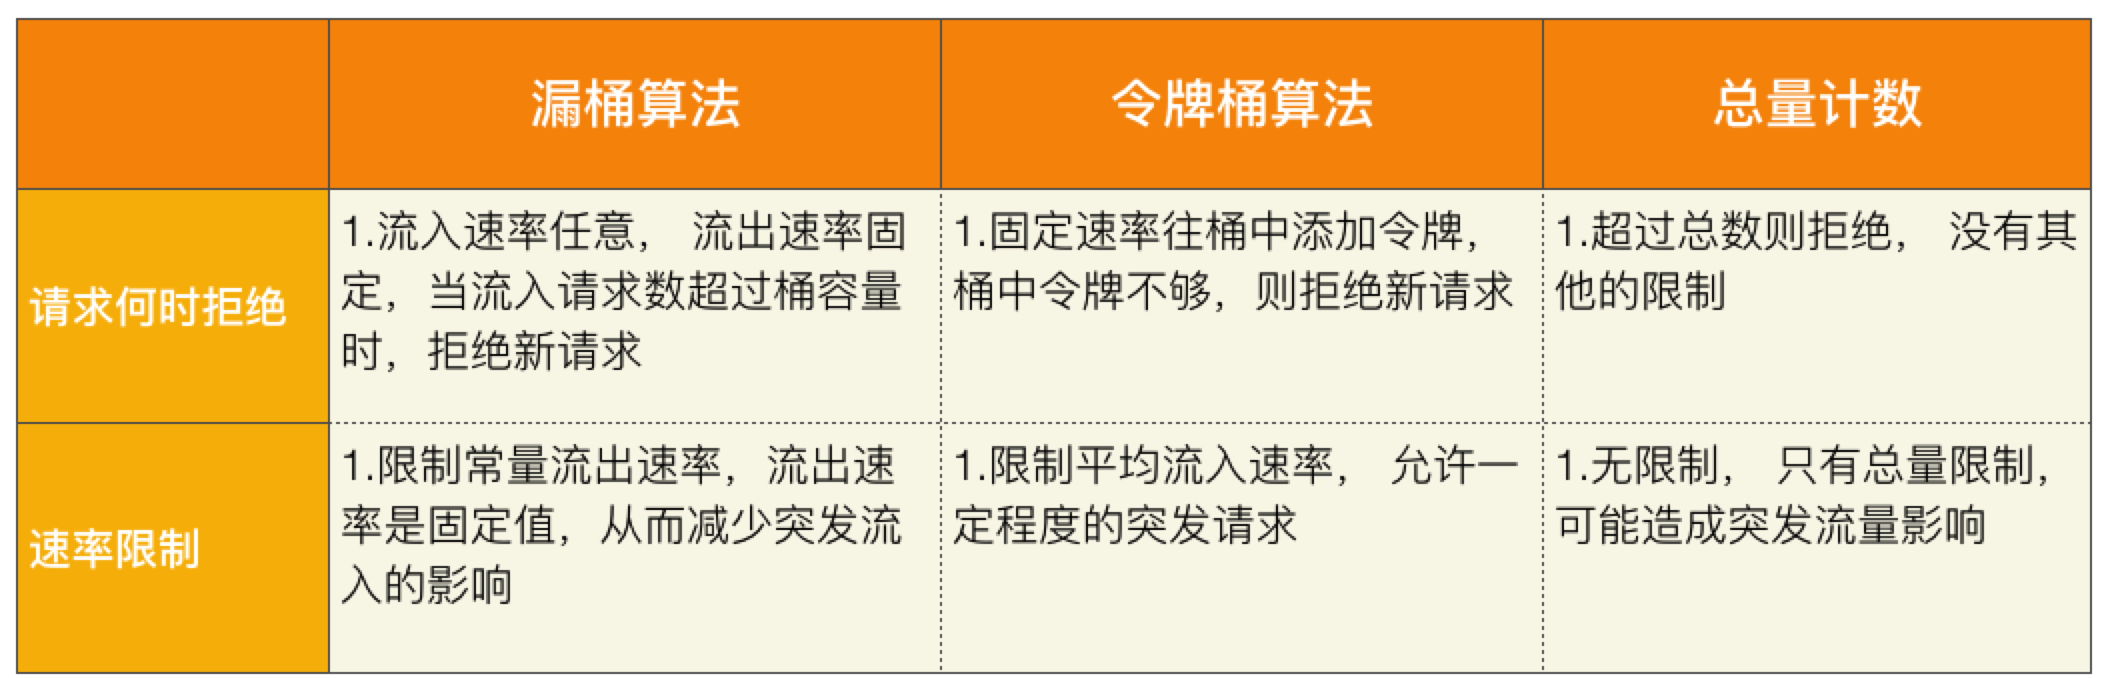 漏桶算法
令牌桶算法
总量计数
请求何时拒绝
1.流入速率任意， 流出速率固
定，当流入请求数超过桶容量
时，拒绝新请求
1.固定速率往桶中添加令牌，
桶中令牌不够，则拒绝新请求
1.超过总数则拒绝， 没有其
他的限制
速率限制
1.限制常量流出速率，流出速
率是固定值，从而减少突发流
入的影响
1.限制平均流入速率， 允许一
定程度的突发请求
1.无限制， 只有总量限制，
可能造成突发流量影响